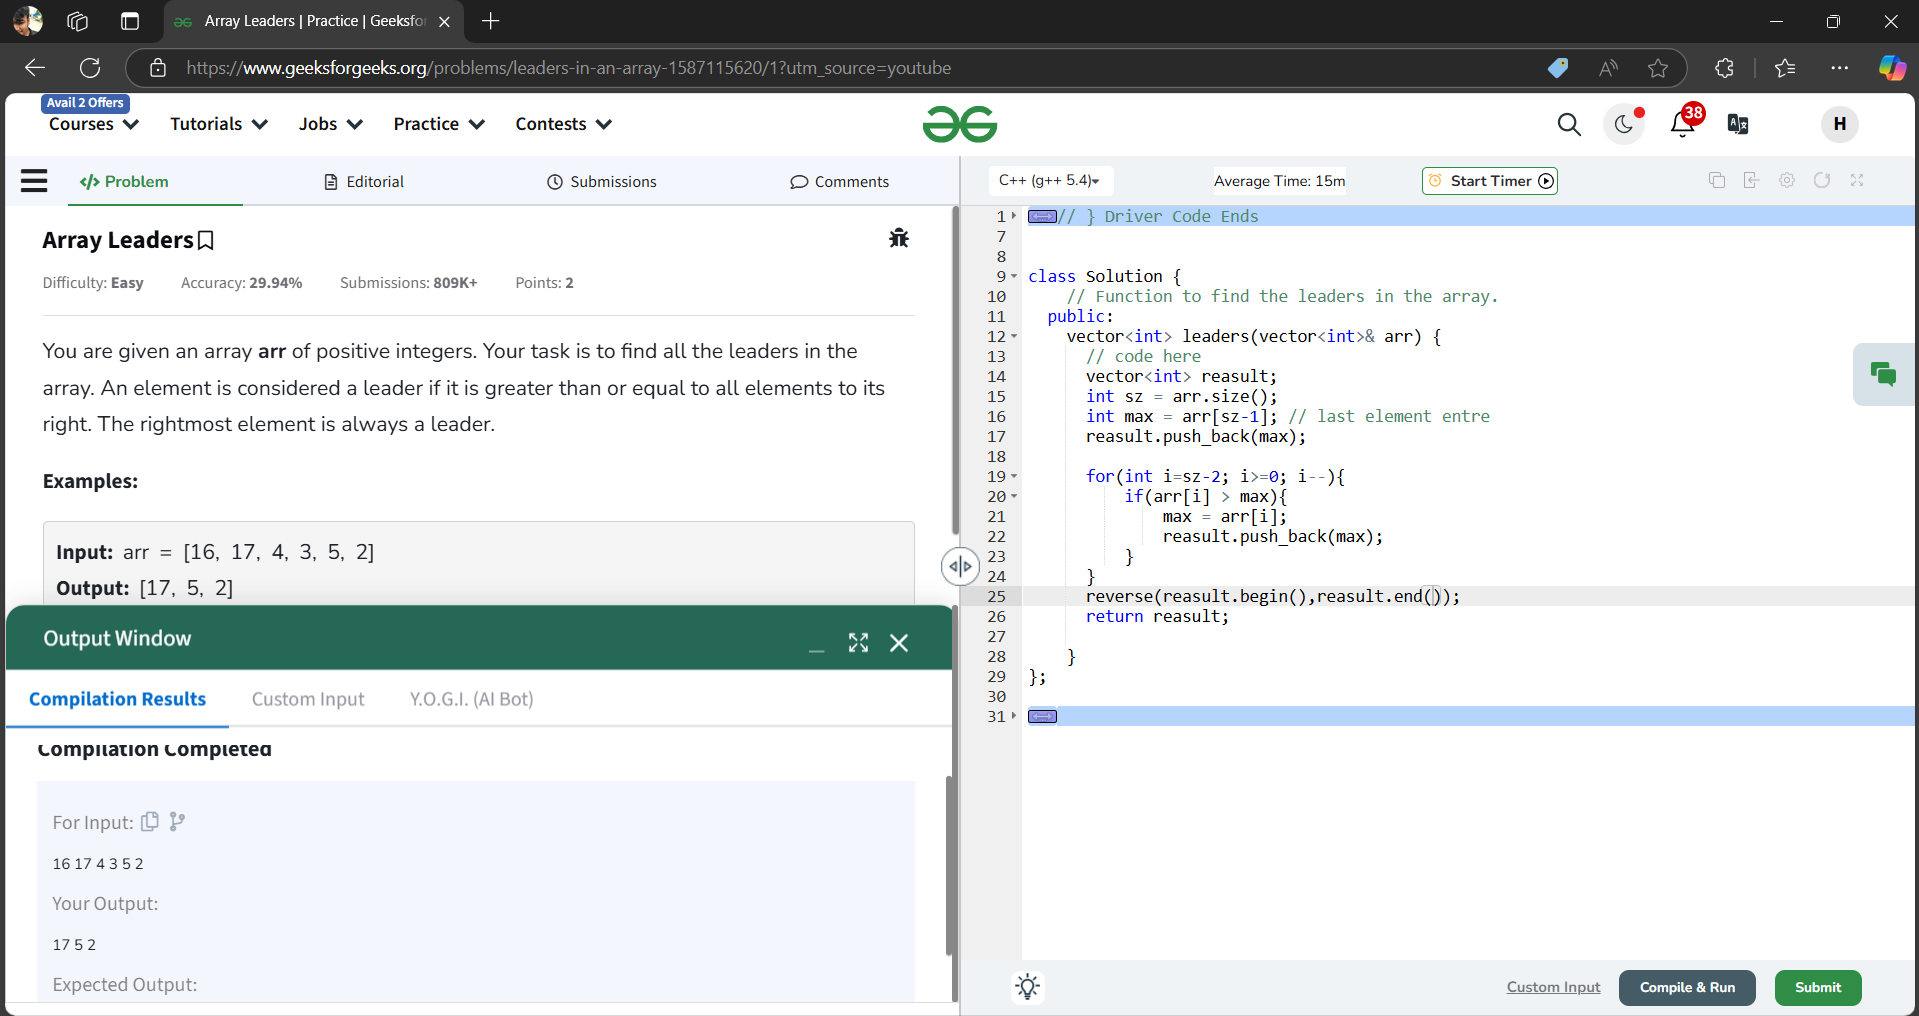 Array Leaders | Practice | Geeksfor
https://www.geeksforgeeks.org/problems/leaders-in-an-array-1587115620/1?utm_source=youtube
Avail 2 Offers
Courses Tutorials Jobs Practice Contests
38
H
Problem Editorial Submissions Comments
Array Leaders
Difficulty: Easy Accuracy: 29.94% Submissions: 809K+ Points: 2
You are given an array arr of positive integers. Your task is to find all the leaders in the
array. An element is considered a leader if it is greater than or equal to all elements to its
right. The rightmost element is always a leader.
Examples:
Input: arr = [16, 17, 4, 3, 5, 2]
Output: [17, 5, 2]
Output Window
Compilation Results Custom Input Y.O.G.I. (AI Bot)
Compilation Completed
For Input:
16 17 4 3 5 2
Your Output:
17 5 2
Expected Output:
C++ (g++ 5.4) Average Time: 15m Start Timer
1 // } Driver Code Ends
7
8
9 class Solution {
10 // Function to find the leaders in the array.
11 public:
12 vector<int> leaders(vector<int>& arr) {
13 // code here
14 vector<int> reasult;
15 int sz = arr.size();
16 int max = arr[sz-1]; // last element entre
17 reasult.push_back(max);
18
19 for(int i=sz-2; i>=0; i--){
20 if(arr[i] > max){
21 max = arr[i];
22 reasult.push_back(max);
23 }
24 }
25 reverse(reasult.begin(),reasult.end());
26 return reasult;
27
28 }
29 };
30
31
Custom Input Compile & Run Submit